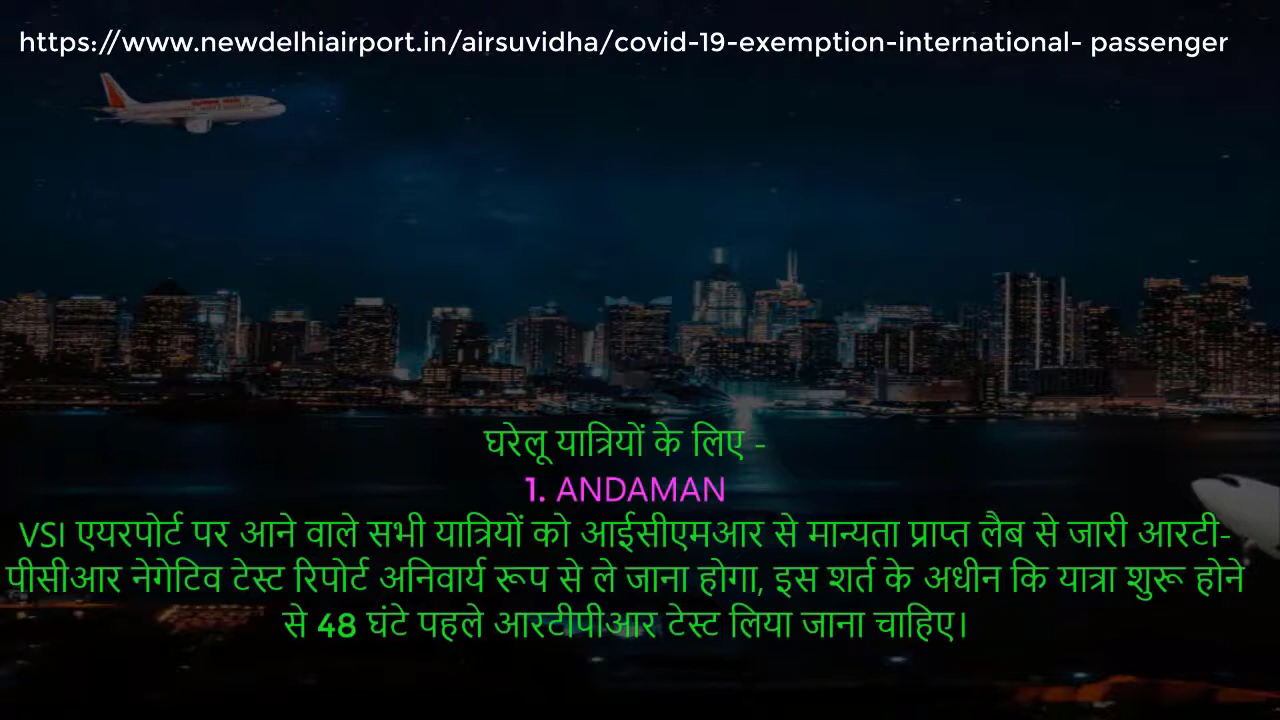 https://www.newdelhiairport.in/airsuvidha/covid-19-exemption-international- passenger
घरेलू यात्रियों के लिए -
1. ANDAMAN
VSI एयरपोर्ट पर आने वाले सभी यात्रियों को आईसीएमआर से मान्यता प्राप्त लैब से जारी आरटी-
पीसीआर नेगेटिव टेस्ट रिपोर्ट अनिवार्य रूप से ले जाना होगा, इस शर्त के अधीन कि यात्रा शुरू होने
से 48 घंटे पहले आरटीपीआर टेस्ट लिया जाना चाहिए।